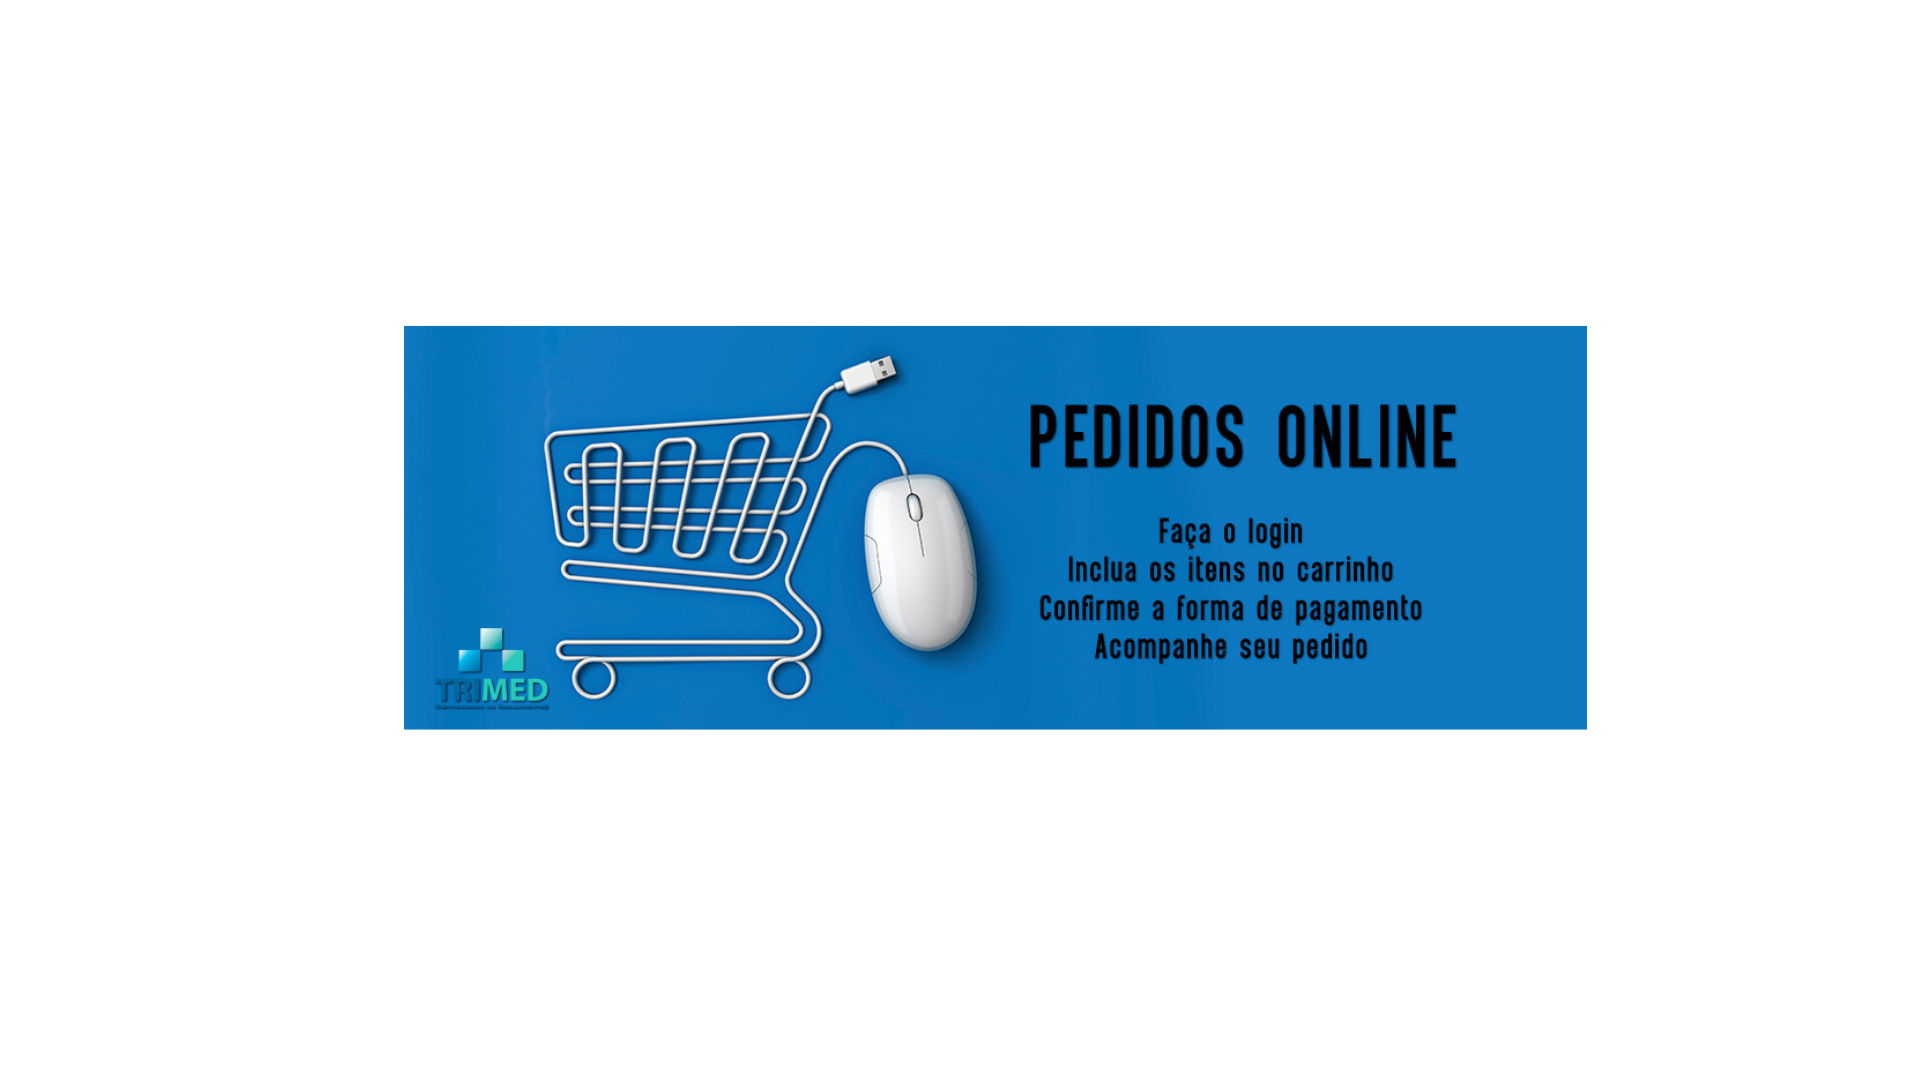 PEDIDOS ONLINE
Faça o login
Inclua os itens no carrinho
Confirme a forma de pagamento
Acompanhe seu pedido
TRIMED